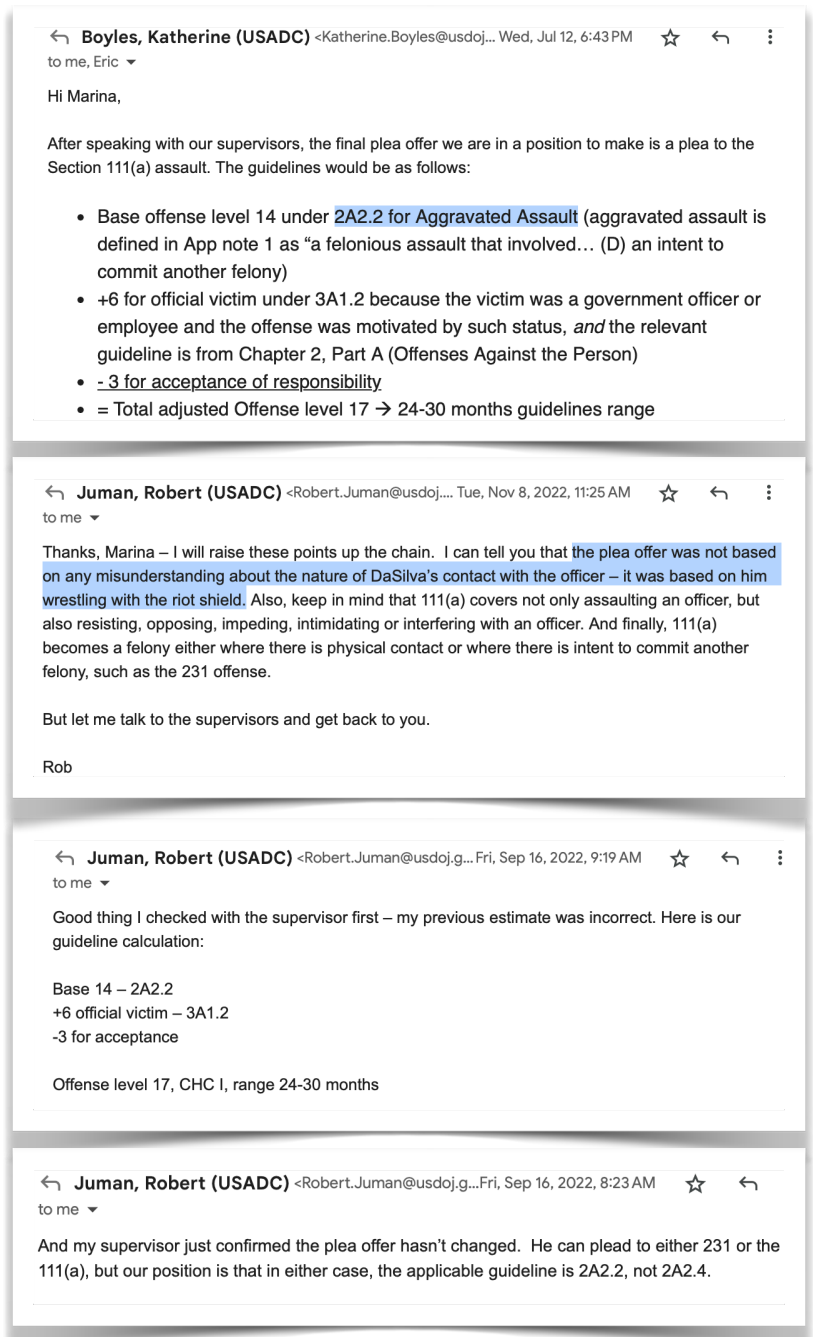 Boyles, Katherine (USADC) <Katherine.Boyles@usdoj... Wed, Jul 12, 6:43 PM
to me, Eric
Hi Marina,
After speaking with our supervisors, the final plea offer we are in a position to make is a plea to the
Section 111(a) assault. The guidelines would be as follows:
• Base offense level 14 under 2A2.2 for Aggravated Assault (aggravated assault is
defined in App note 1 as “a felonious assault that involved… (D) an intent to
commit another felony)
• +6 for official victim under 3A1.2 because the victim was a government officer or
employee and the offense was motivated by such status, and the relevant
guideline is from Chapter 2, Part A (Offenses Against the Person)
• - 3 for acceptance of responsibility
• = Total adjusted Offense level 17 → 24-30 months guidelines range
Juman, Robert (USADC) <Robert.Juman@usdoj.... Tue, Nov 8, 2022, 11:25 AM
to me
Thanks, Marina – I will raise these points up the chain.  I can tell you that the plea offer was not based
on any misunderstanding about the nature of DaSilva’s contact with the officer – it was based on him
wrestling with the riot shield. Also, keep in mind that 111(a) covers not only assaulting an officer, but
also resisting, opposing, impeding, intimidating or interfering with an officer. And finally, 111(a)
becomes a felony either where there is physical contact or where there is intent to commit another
felony, such as the 231 offense.
But let me talk to the supervisors and get back to you.
Rob
Juman, Robert (USADC) <Robert.Juman@usdoj.g... Fri, Sep 16, 2022, 9:19 AM
to me
Good thing I checked with the supervisor first – my previous estimate was incorrect. Here is our
guideline calculation:
Base 14 – 2A2.2
+6 official victim – 3A1.2
-3 for acceptance
Offense level 17, CHC I, range 24-30 months
Juman, Robert (USADC) <Robert.Juman@usdoj.g...Fri, Sep 16, 2022, 8:23 AM
to me
And my supervisor just confirmed the plea offer hasn’t changed.  He can plead to either 231 or the
111(a), but our position is that in either case, the applicable guideline is 2A2.2, not 2A2.4.